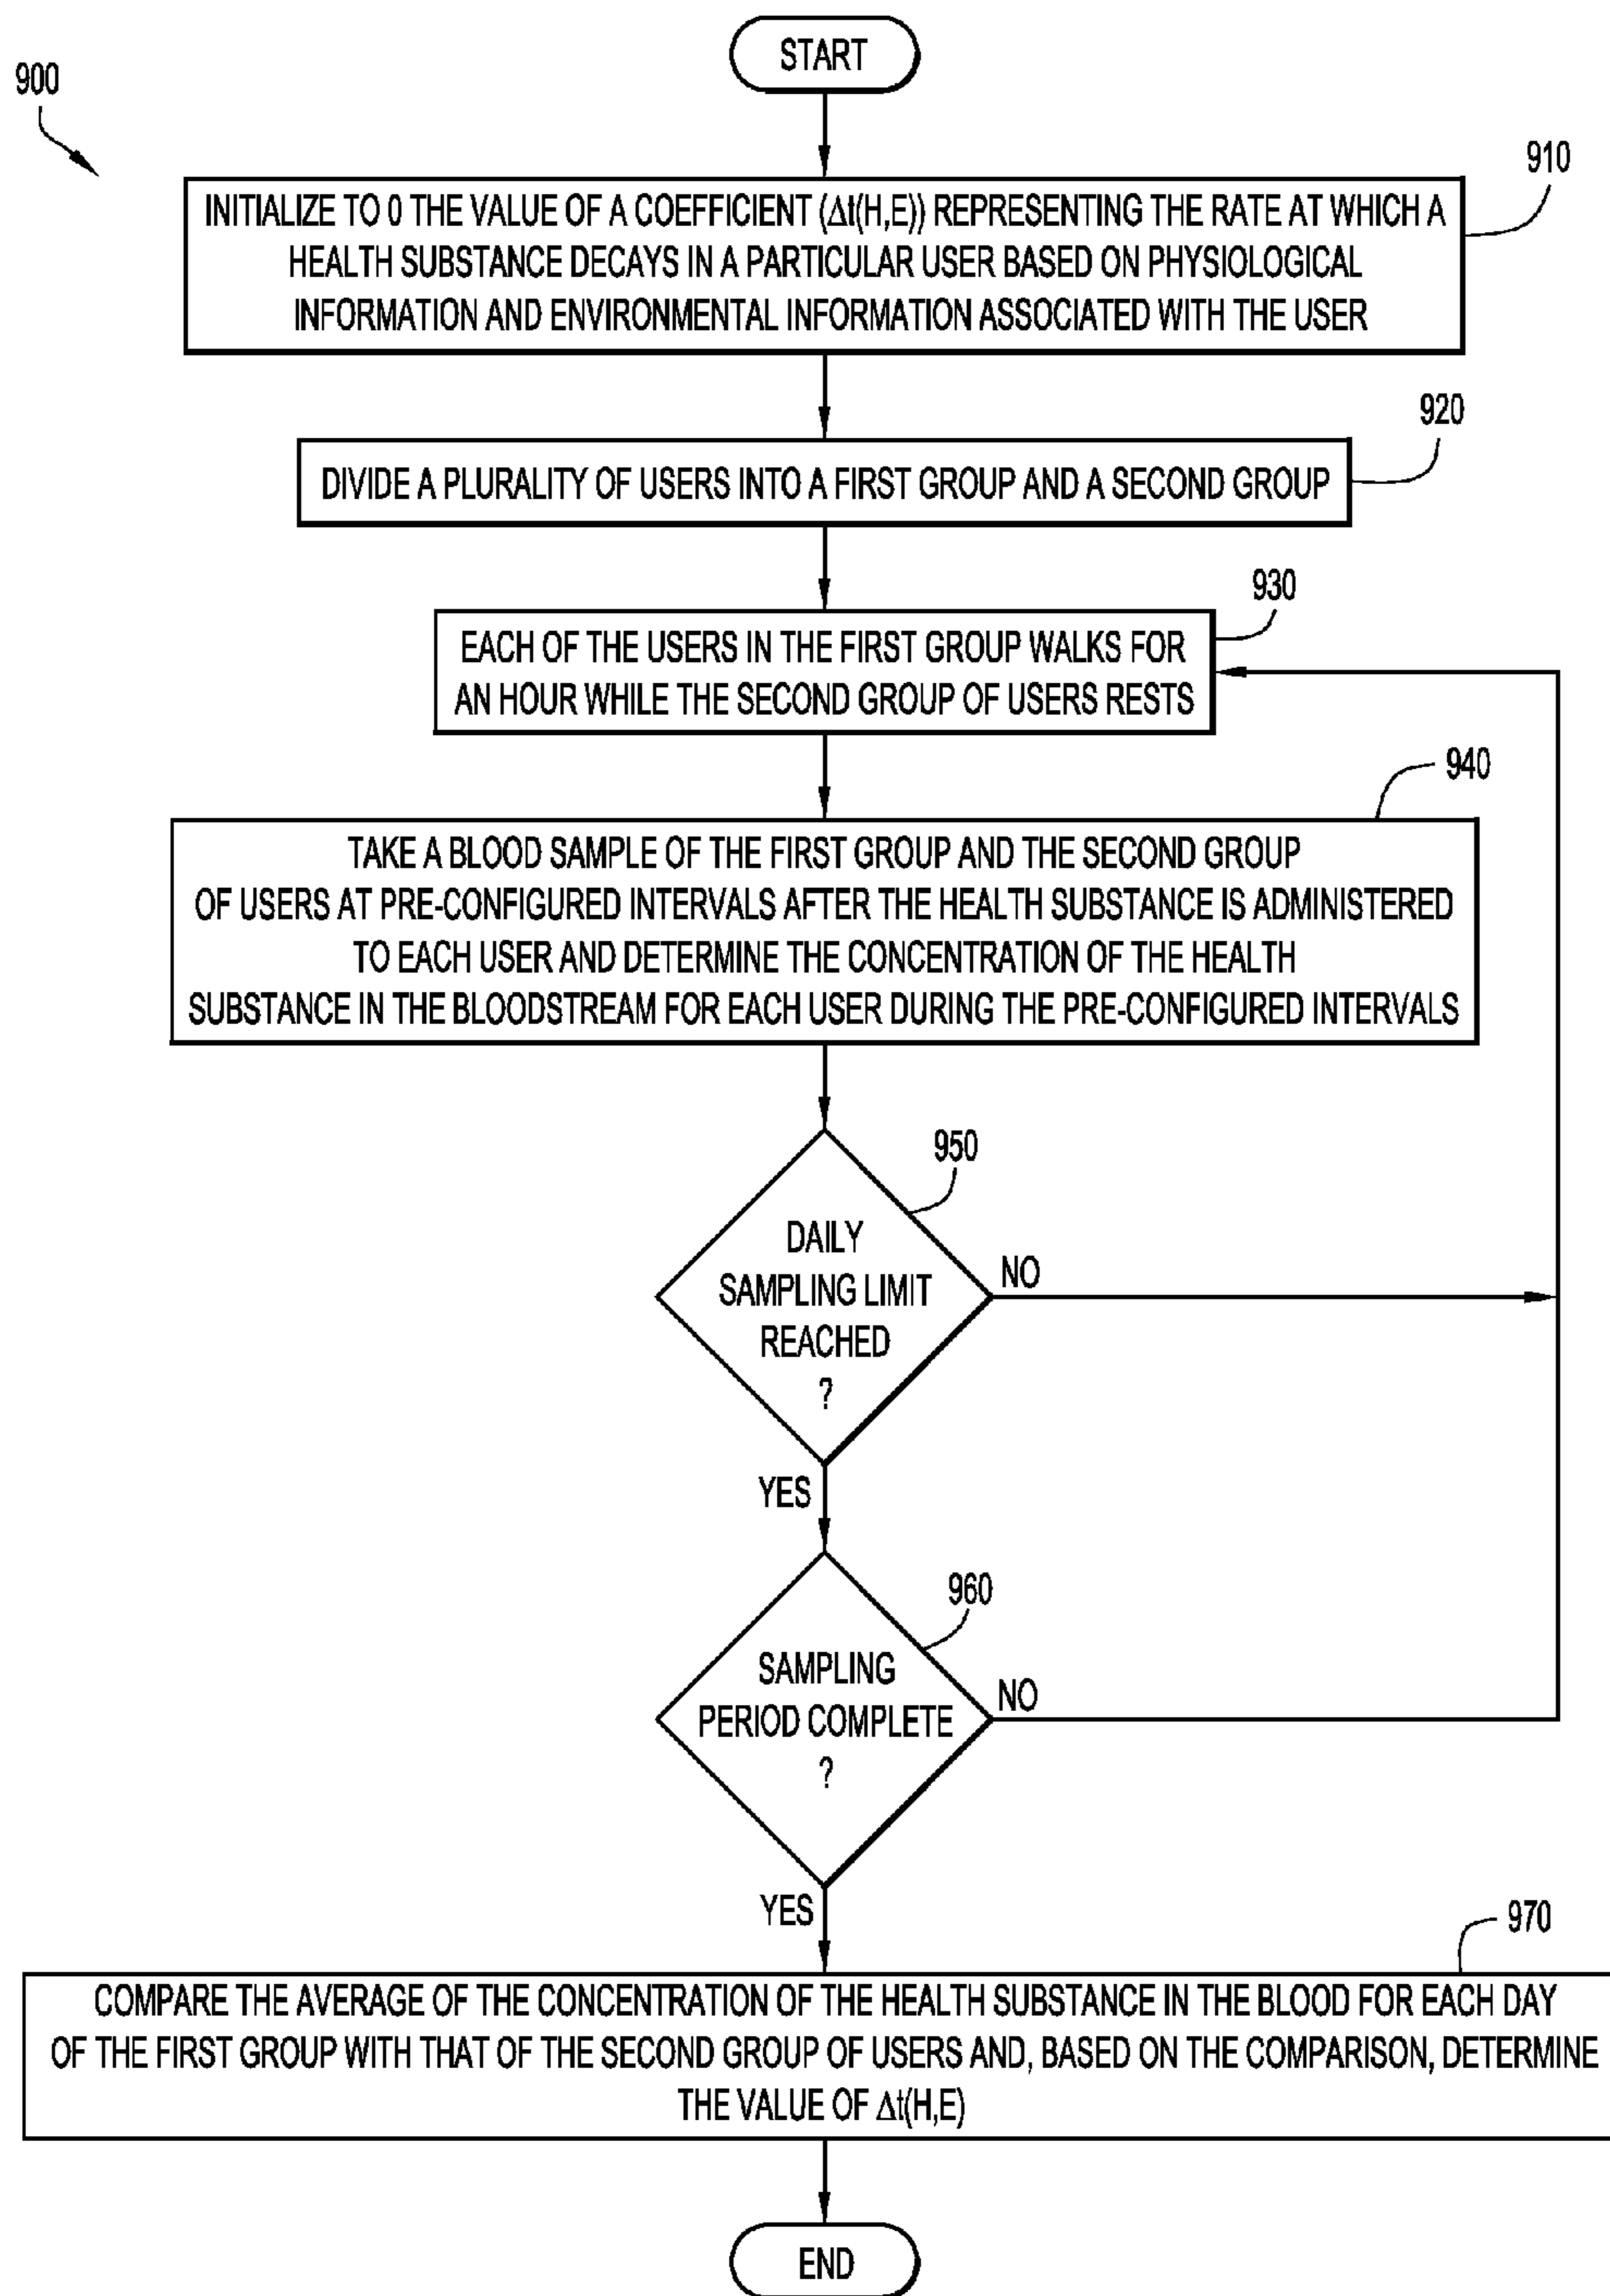 START
900
910
INITIALIZE TO 0 THE VALUE OF A COEFFICIENT (Δt(H,E)) REPRESENTING THE RATE AT WHICH A
HEALTH SUBSTANCE DECAYS IN A PARTICULAR USER BASED ON PHYSIOLOGICAL
INFORMATION AND ENVIRONMENTAL INFORMATION ASSOCIATED WITH THE USER
920
DIVIDE A PLURALITY OF USERS INTO A FIRST GROUP AND A SECOND GROUP
930
EACH OF THE USERS IN THE FIRST GROUP WALKS FOR
AN HOUR WHILE THE SECOND GROUP OF USERS RESTS
940
TAKE A BLOOD SAMPLE OF THE FIRST GROUP AND THE SECOND GROUP
OF USERS AT PRE-CONFIGURED INTERVALS AFTER THE HEALTH SUBSTANCE IS ADMINISTERED
TO EACH USER AND DETERMINE THE CONCENTRATION OF THE HEALTH
SUBSTANCE IN THE BLOODSTREAM FOR EACH USER DURING THE PRE-CONFIGURED INTERVALS
950
DAILY
SAMPLING LIMIT
REACHED
?
NO
YES
960
SAMPLING
PERIOD COMPLETE
?
NO
YES
970
COMPARE THE AVERAGE OF THE CONCENTRATION OF THE HEALTH SUBSTANCE IN THE BLOOD FOR EACH DAY
OF THE FIRST GROUP WITH THAT OF THE SECOND GROUP OF USERS AND, BASED ON THE COMPARISON, DETERMINE
THE VALUE OF Δt(H,E)
END